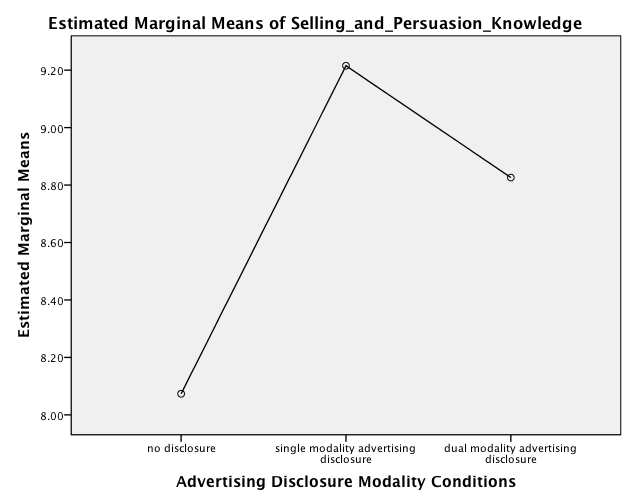 Estimated Marginal Means of Selling_and_Persuasion_Knowledge
Estimated Marginal Means
9.20
9.00
8.80
8.60
8.40
8.20
8.00
no disclosure
single modality advertising
disclosure
dual modality advertising
disclosure
Advertising Disclosure Modality Conditions